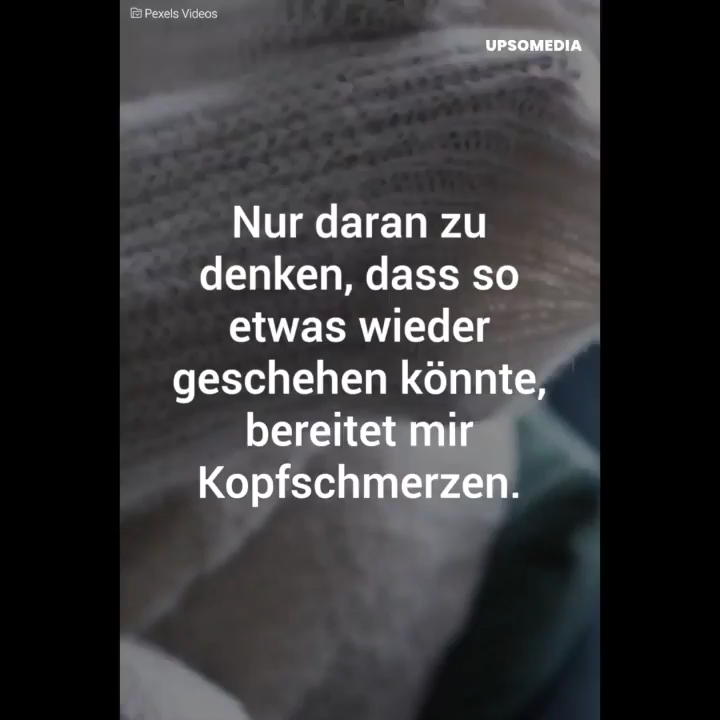 Pexels Videos
UPSOMEDIA
Nur daran zu
denken, dass so
etwas wieder
geschehen könnte,
bereitet mir
Kopfschmerzen.